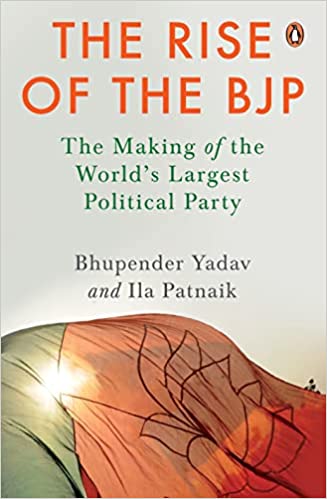 THE RISE
OF THE BJP
The Making of the
World's Largest
Political Party
Bhupender Yadav
and Ila Patnaik